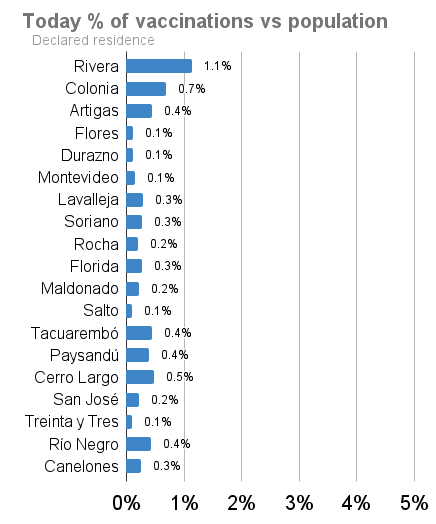 Today % of vaccinations vs population
Declared residence
Rivera 1.1%
Colonia 0.7%
Artigas 0.4%
Flores 0.1%
Durazno 0.1%
Montevideo 0.1%
Lavalleja 0.3%
Soriano 0.3%
Rocha 0.2%
Florida 0.3%
Maldonado 0.2%
Salto 0.1%
Tacuarembó 0.4%
Paysandú 0.4%
Cerro Largo 0.5%
San José 0.2%
Treinta y Tres 0.1%
Río Negro 0.4%
Canelones 0.3%
0% 1% 2% 3% 4% 5%